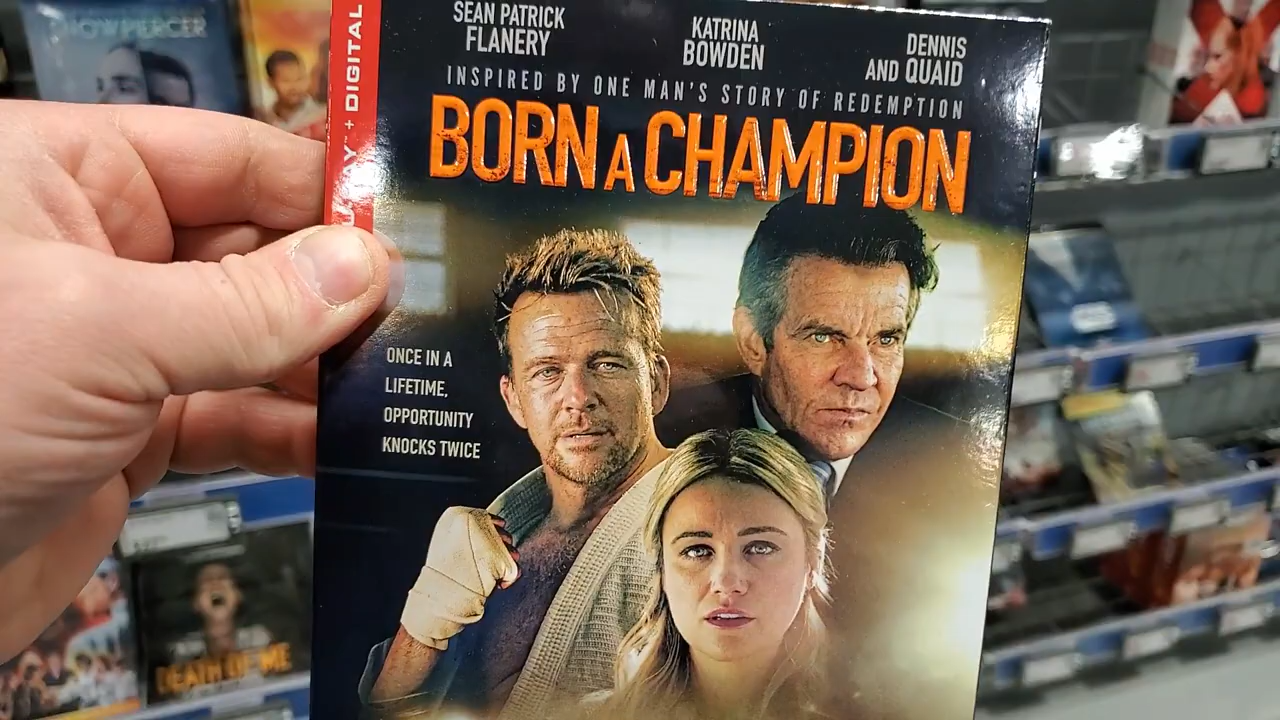 SNOWPIERCER
SEAN PATRICK
FLANERY
KATRINA
BOWDEN
DENNIS
AND QUAID
INSPIRED BY ONE MAN'S STORY OF REDEMPTION
BORN A CHAMPION
+ DIGITAL
ONCE IN A
LIFETIME,
OPPORTUNITY
KNOCKS TWICE
DEATH OF ME